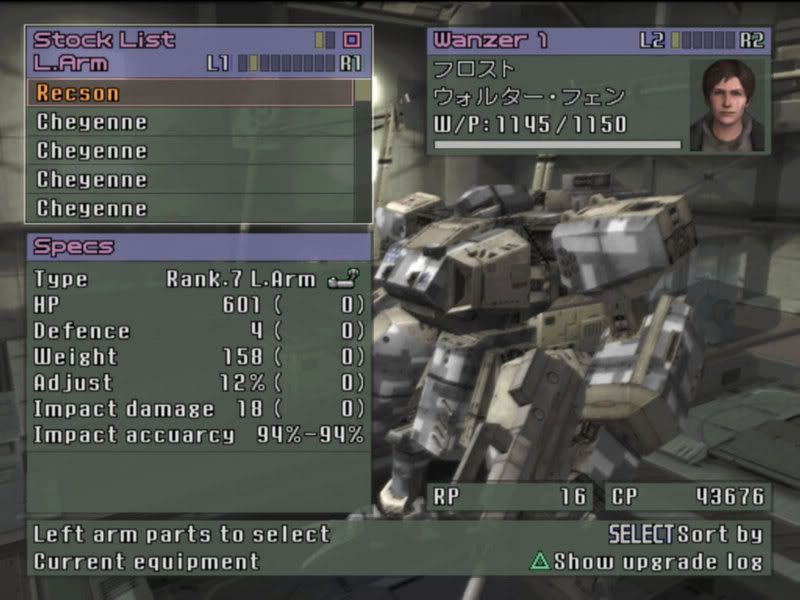 Stock List
L.Arm L1 R1
Recson
Cheyenne
Cheyenne
Cheyenne
Cheyenne
Specs
Type Rank.7 L.Arm
HP 601 ( 0)
Defence 4 ( 0)
Weight 158 ( 0)
Adjust 12% ( 0)
Impact damage 18 ( 0)
Impact accuarcy 94%-94%
Wanzer 1 L2 R2
フロスト
ウォルター・フェン
W/P:1145/1150
RP 16 CP 43676
Left arm parts to select SELECT Sort by
Current equipment Show upgrade log